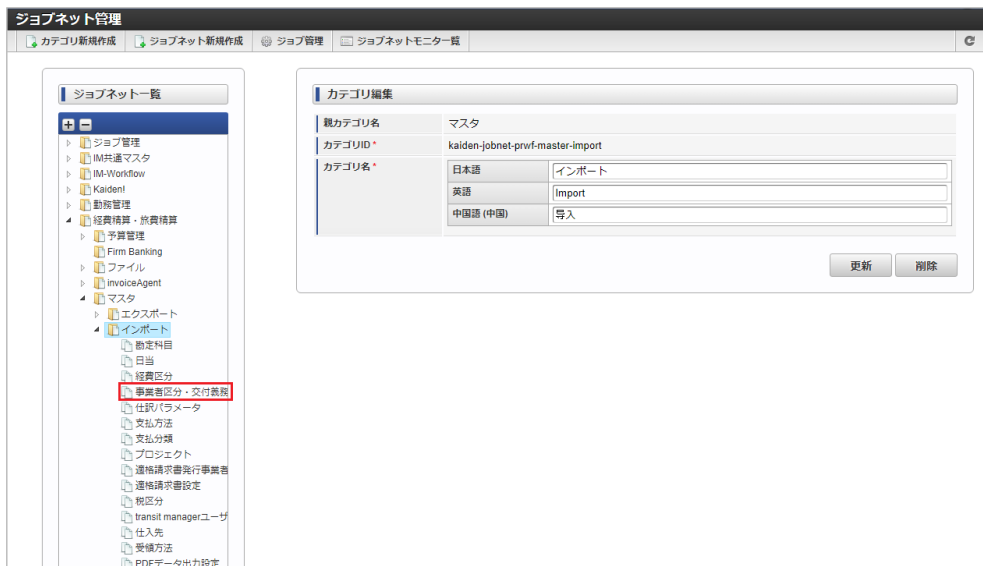 ジョブネット管理
カテゴリ新規作成 ジョブネット新規作成 ジョブ管理 ジョブネットモニタ一覧
ジョブネット一覧
ジョブ管理
IM共通マスタ
IM-Workflow
Kaiden!
勤務管理
経費精算・旅費精算
予算管理
Firm Banking
ファイル
invoiceAgent
マスタ
エクスポート
インポート
勘定科目
日当
経費区分
事業者区分・交付義務
仕訳パラメータ
支払方法
支払分類
プロジェクト
適格請求書発行事業者
適格請求書設定
税区分
transit managerユーザ
仕入先
受領方法
PDFデータ出力設定
カテゴリ編集
親カテゴリ名 マスタ
カテゴリID * kaiden-jobnet-prwf-master-import
カテゴリ名 *
日本語 インポート
英語 Import
中国語 (中国) 导入
更新 削除